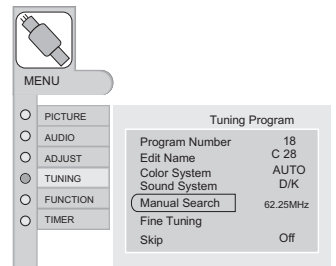 MENU
PICTURE
AUDIO
ADJUST
TUNING
FUNCTION
TIMER
Tuning Program
Program Number 18
Edit Name C 28
Color System AUTO
Sound System D/K
Manual Search 62.25MHz
Fine Tuning
Skip Off